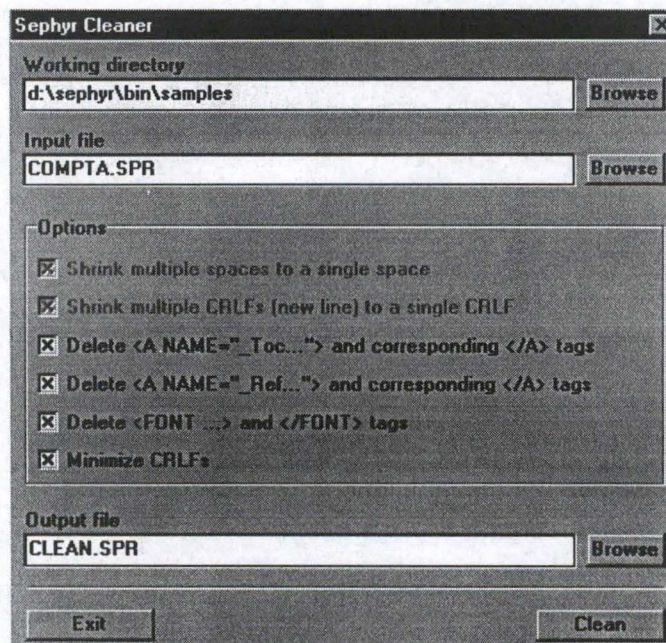 Sephyr Cleaner
Working directory
d:\sephyr\bin\samples Browse
Input file
COMPTA.SPR Browse
Options
Shrink multiple spaces to a single space
Shrink multiple CRLFs (new line) to a single CRLF
Delete <A NAME="_Toc..."> and corresponding </A> tags
Delete <A NAME="_Ref..."> and corresponding </A> tags
Delete <FONT ...> and </FONT> tags
Minimize CRLFs
Output file
CLEAN.SPR Browse
Exit Clean